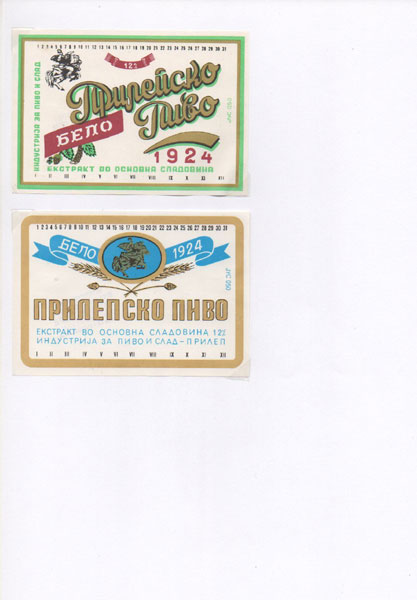 1 2 3 4 5 6 7 8 9 10 11 12 13 14 15 16 17 18 19 20 21 22 23 24 25 26 27 28 29 30 31
12%
Прилепско
Пиво
БЕЛО
1924
ИНДУСТРИЈА ЗА ПИВО И СЛАД
ЈУС 050
ЕКСТРАКТ ВО ОСНОВНА СЛАДОВИНА
I II III IV V VI VII VIII IX X XI XII
1 2 3 4 5 6 7 8 9 10 11 12 13 14 15 16 17 18 19 20 21 22 23 24 25 26 27 28 29 30 31
БЕЛО 1924
ЈУС 050
ПРИЛЕПСКО ПИВО
ЕКСТРАКТ ВО ОСНОВНА СЛАДОВИНА 12%
ИНДУСТРИЈА ЗА ПИВО И СЛАД - ПРИЛЕП
I II III IV V VI VII VIII IX X XI XII